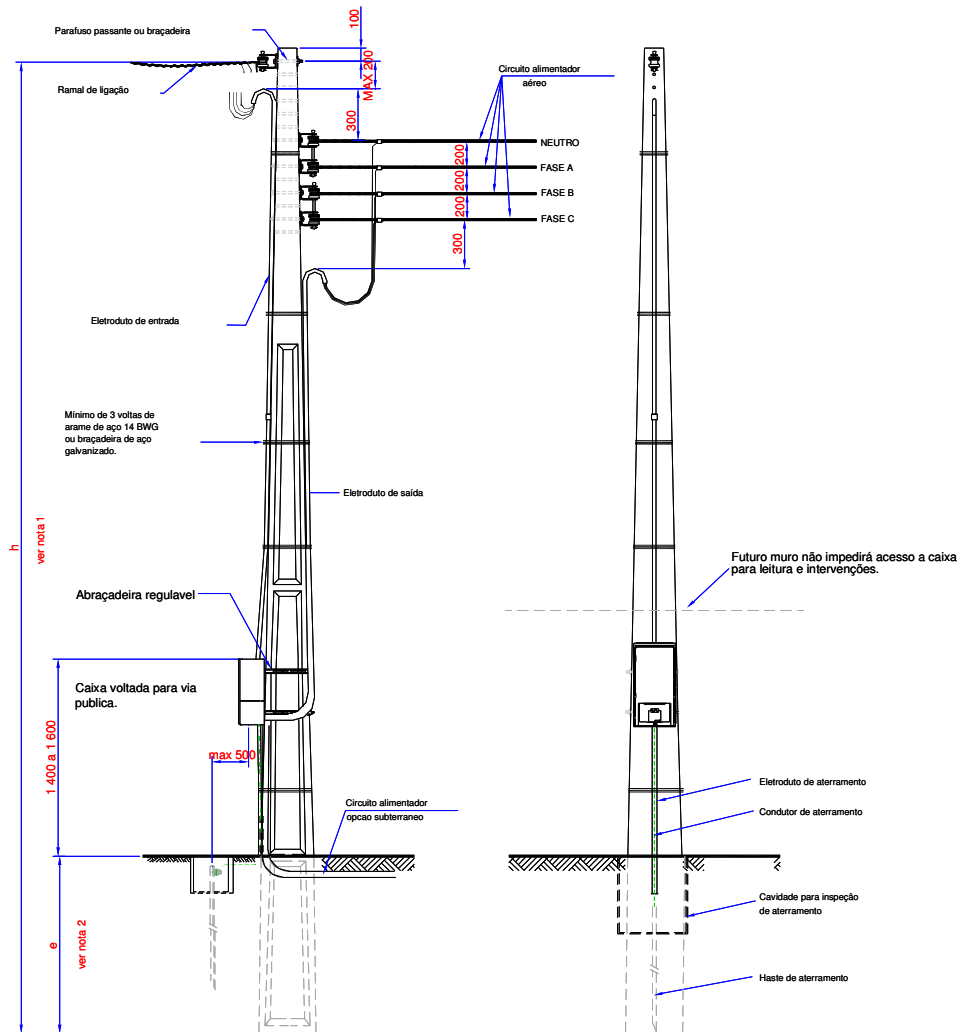 Parafuso passante ou braçadeira
Ramal de ligação
100
MAX 200
300
Circuito alimentador
aéreo
NEUTRO
200
FASE A
200
FASE B
200
FASE C
300
Eletroduto de entrada
Mínimo de 3 voltas de
arame de aço 14 BWG
ou braçadeira de aço
galvanizado.
Eletroduto de saída
h
ver nota 1
Futuro muro não impedirá acesso a caixa
para leitura e intervenções.
Abraçadeira regulavel
Caixa voltada para via
publica.
1 400 a 1 600
max 500
Circuito alimentador
opcao subterraneo
Eletroduto de aterramento
Condutor de aterramento
Cavidade para inspeção
de aterramento
Haste de aterramento
e
ver nota 2